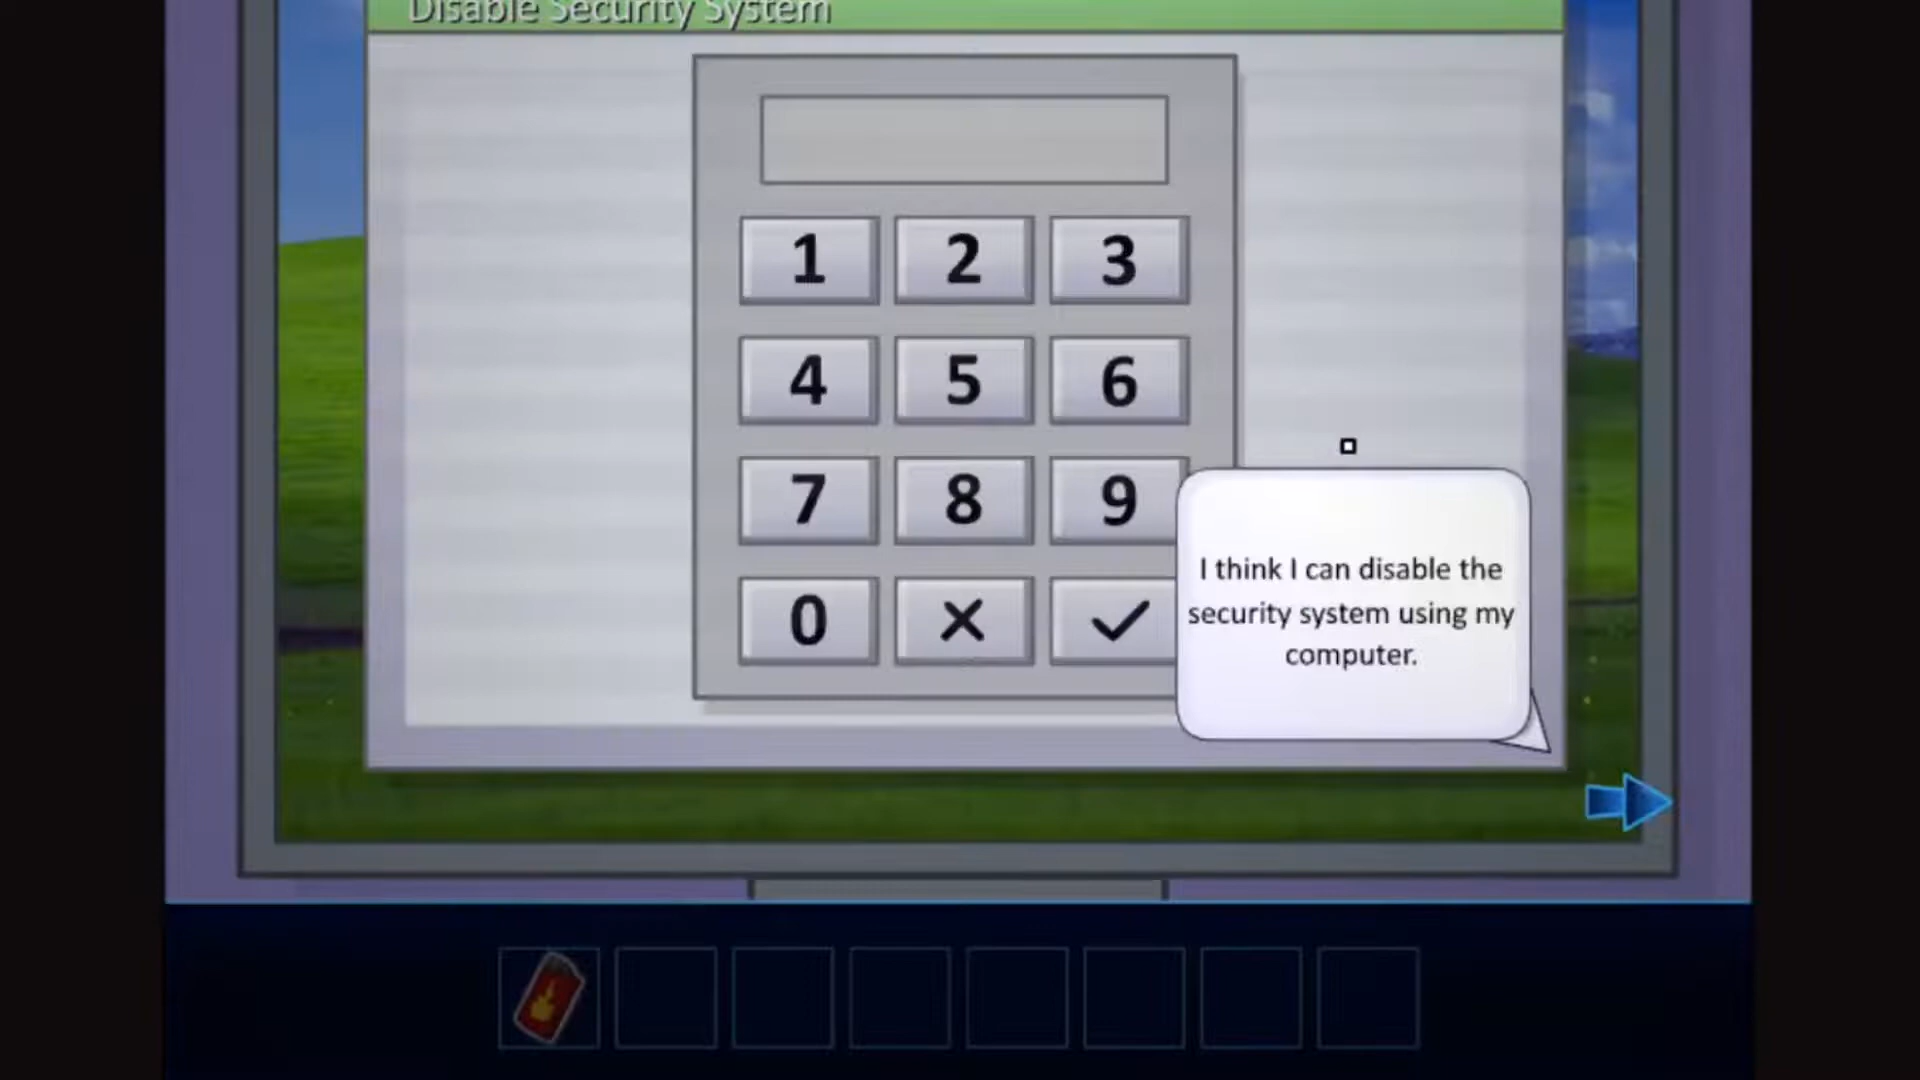 Disable Security System
1 2 3
4 5 6
7 8 9
0
I think I can disable the
security system using my
computer.